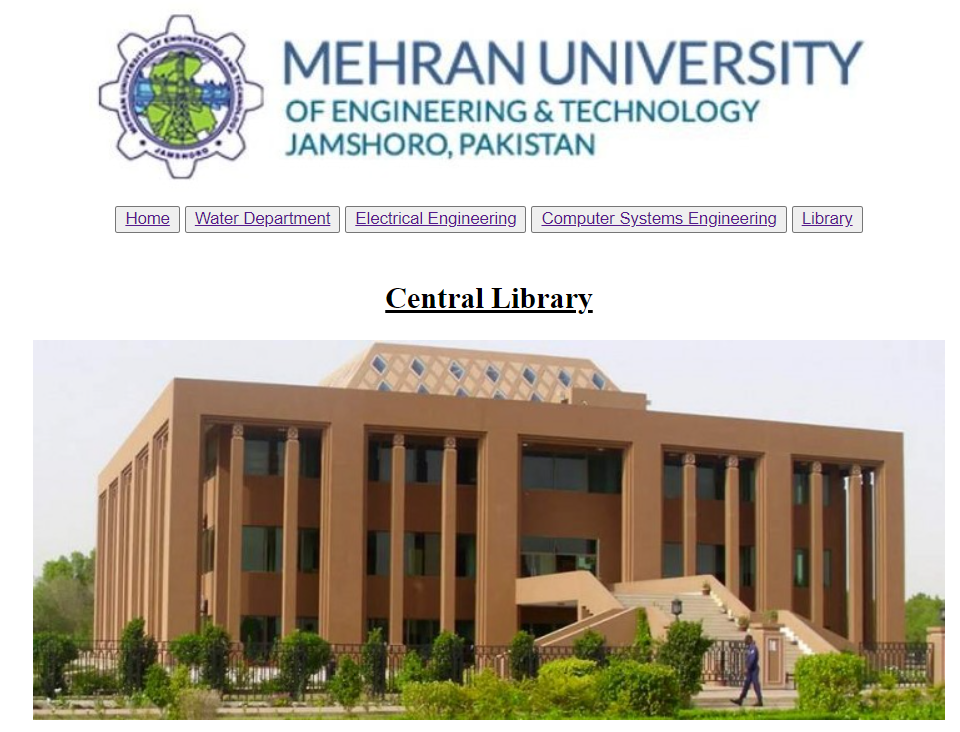 MEHRAN UNIVERSITY OF ENGINEERING AND TECHNOLOGY
JAMSHORO
MEHRAN UNIVERSITY
OF ENGINEERING & TECHNOLOGY
JAMSHORO, PAKISTAN
Home Water Department Electrical Engineering Computer Systems Engineering Library
Central Library